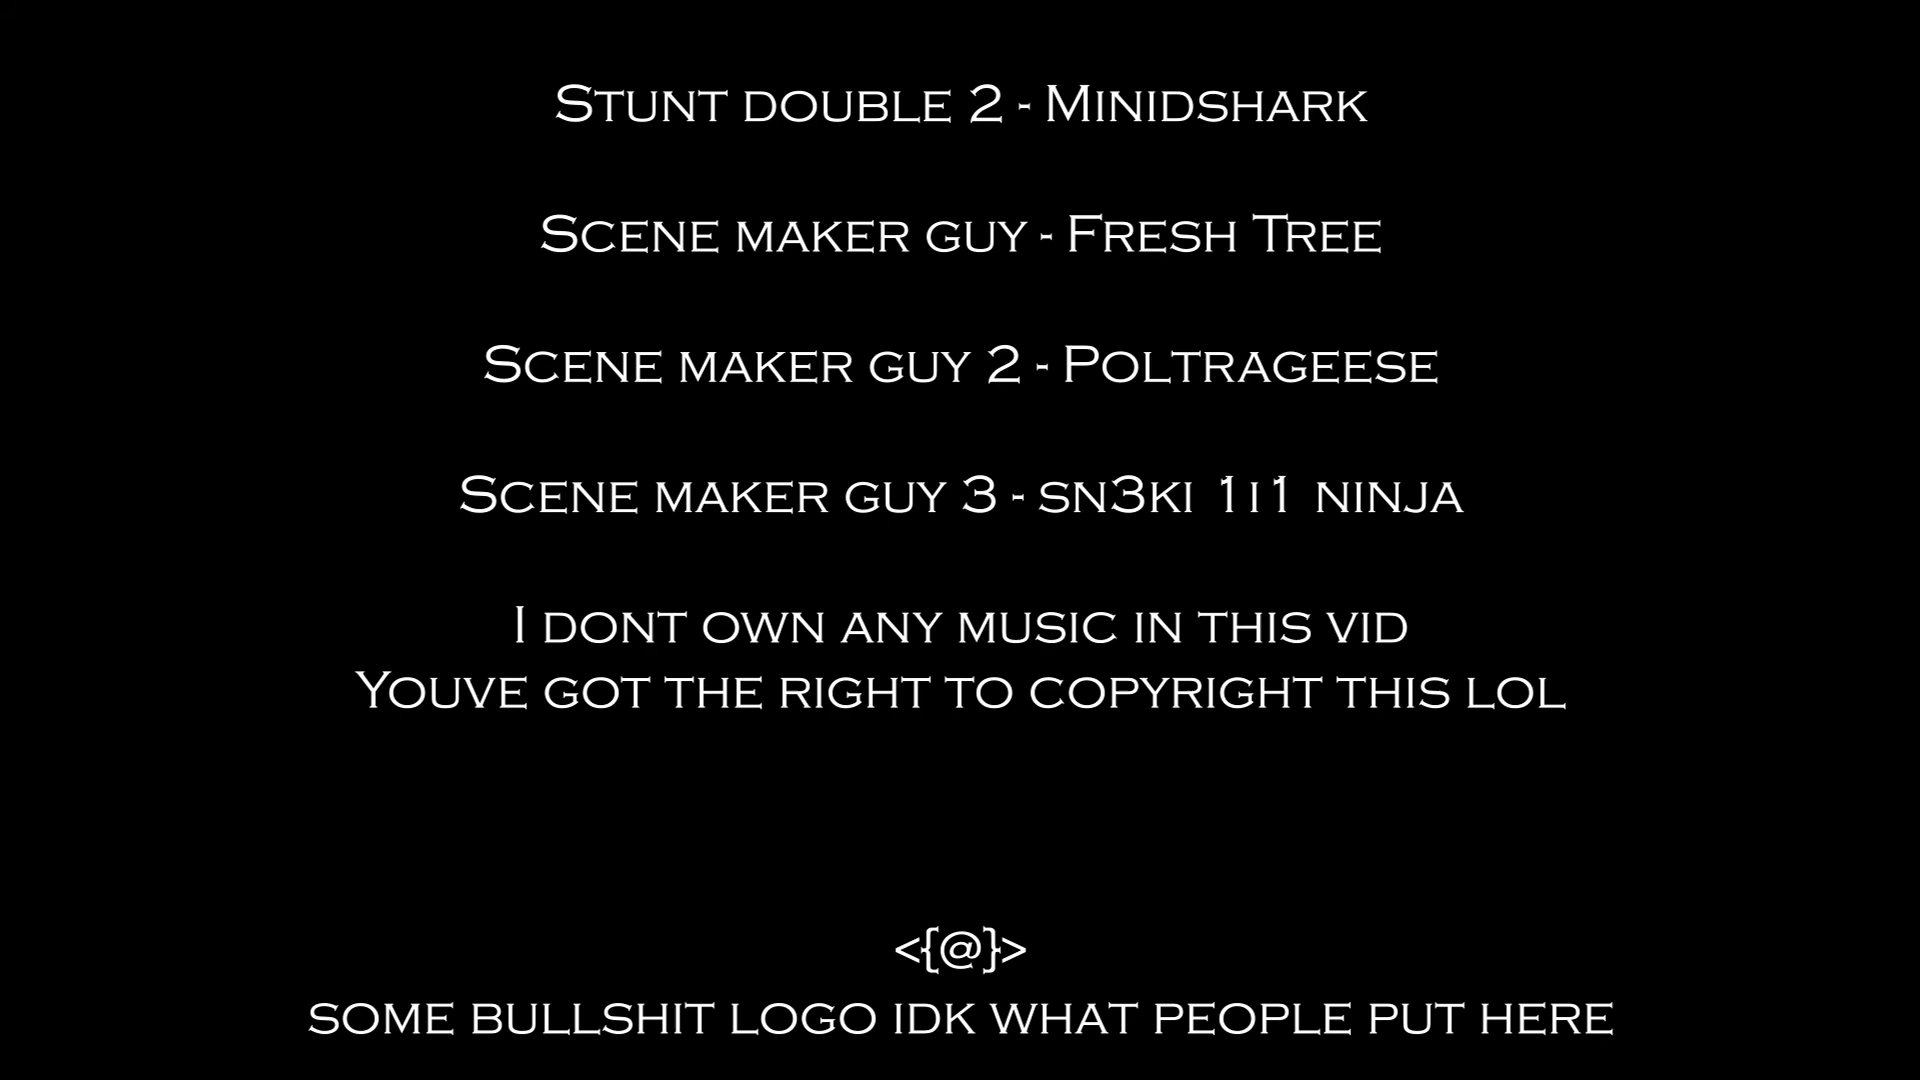 Stunt double 2 - Minidshark
Scene maker guy - Fresh Tree
Scene maker guy 2 - Poltrageese
Scene maker guy 3 - sn3ki 1i1 ninja
I dont own any music in this vid
Youve got the right to copyright this lol
<{@}>
some bullshit logo idk what people put here